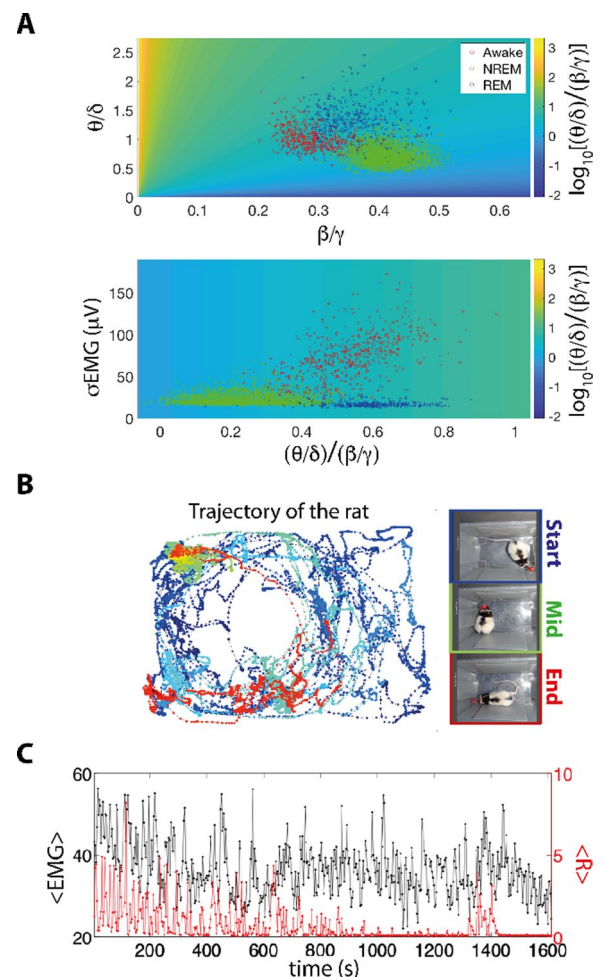 A
θ/δ
2.5
2
1.5
1
0.5
0
Awake
NREM
REM
0 0.1 0.2 0.3 0.4 0.5 0.6
β/γ
3
2
1
0
-1
-2
log10[(θ/δ)/(β/γ)]
σEMG (μV)
150
100
50
0
0 0.2 0.4 0.6 0.8 1
(θ/δ)/(β/γ)
3
2
1
0
-1
-2
log10[(θ/δ)/(β/γ)]
B
Trajectory of the rat
Start
Mid
End
C
<EMG>
60
40
20
10
5
0
<R>
200 400 600 800 1000 1200 1400 1600
time (s)